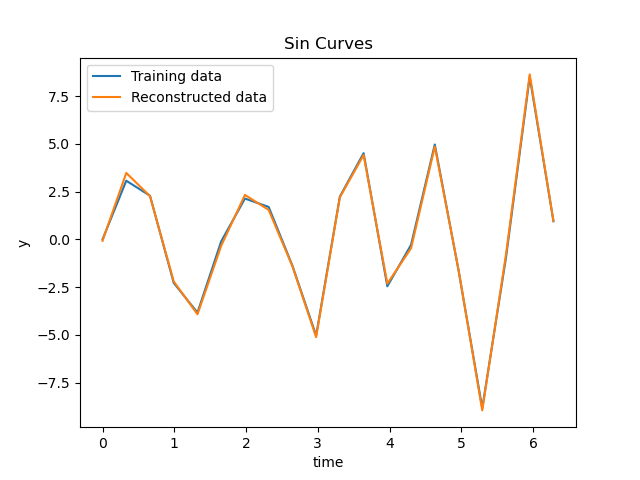 Sin Curves
Training data
Reconstructed data
7.5
5.0
2.5
0.0
−2.5
−5.0
−7.5
y
0 1 2 3 4 5 6
time